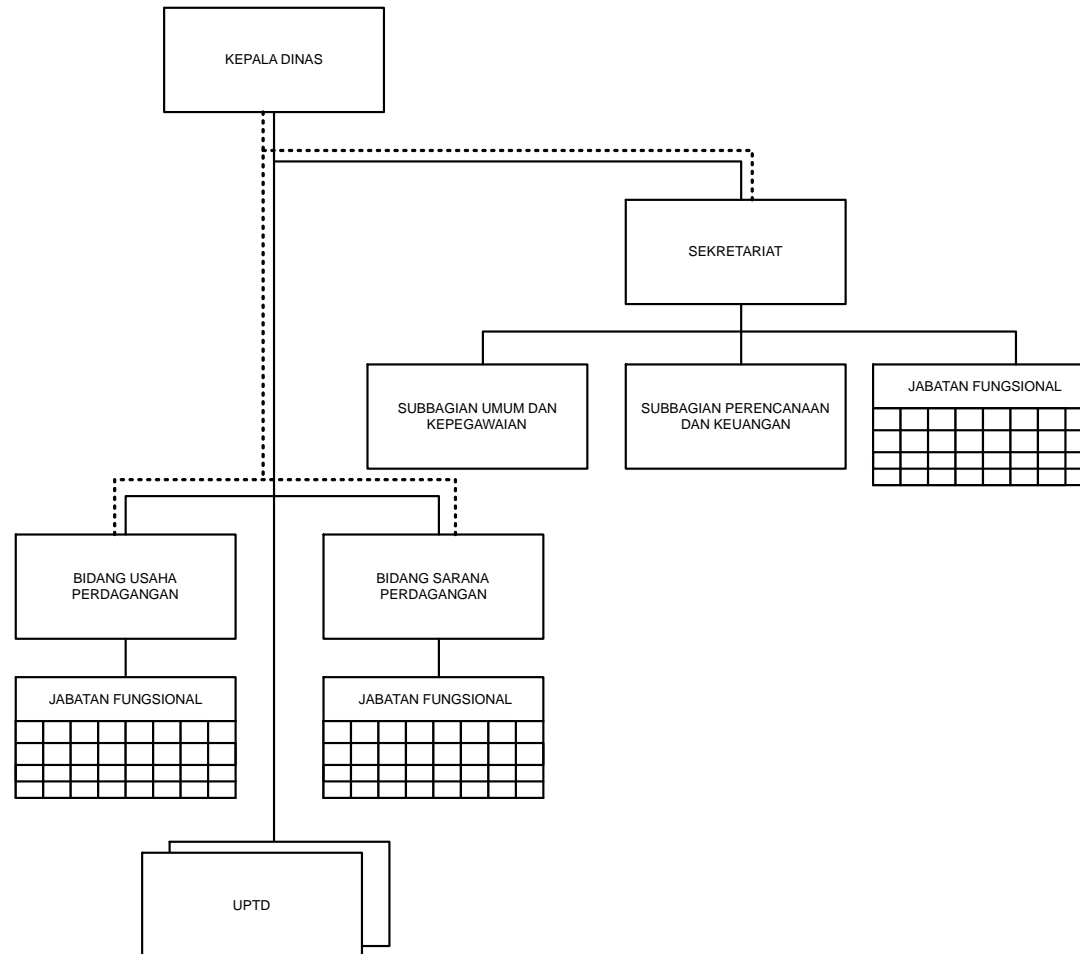 KEPALA DINAS
SEKRETARIAT
SUBBAGIAN UMUM DAN
KEPEGAWAIAN
SUBBAGIAN PERENCANAAN
DAN KEUANGAN
JABATAN FUNGSIONAL
BIDANG USAHA
PERDAGANGAN
BIDANG SARANA
PERDAGANGAN
JABATAN FUNGSIONAL
JABATAN FUNGSIONAL
UPTD